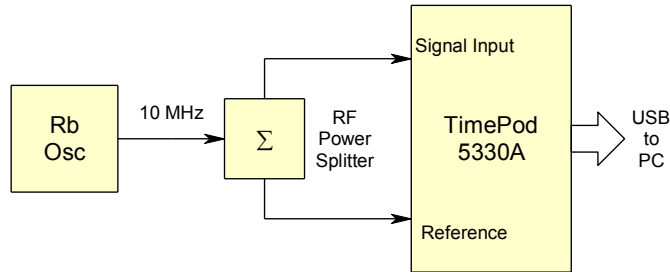 Rb
Osc
10 MHz
Σ
RF
Power
Splitter
Signal Input
TimePod
5330A
Reference
USB
to
PC